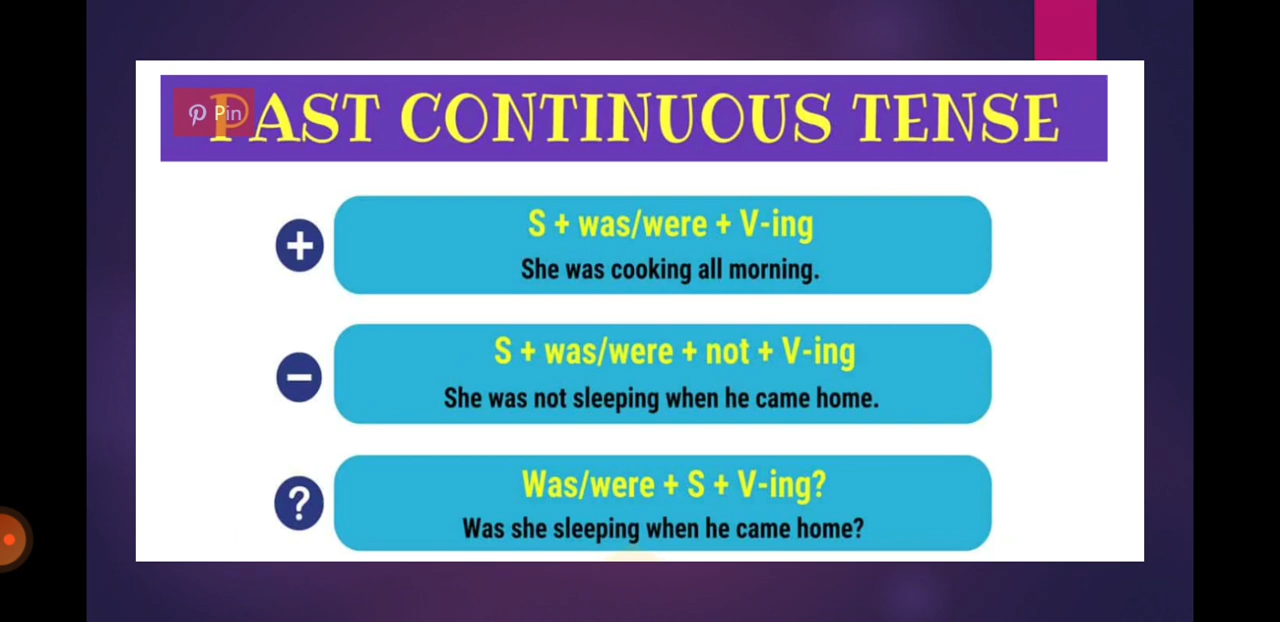 Pin
PAST CONTINUOUS TENSE
+
S + was/were + V-ing
She was cooking all morning.
−
S + was/were + not + V-ing
She was not sleeping when he came home.
?
Was/were + S + V-ing?
Was she sleeping when he came home?